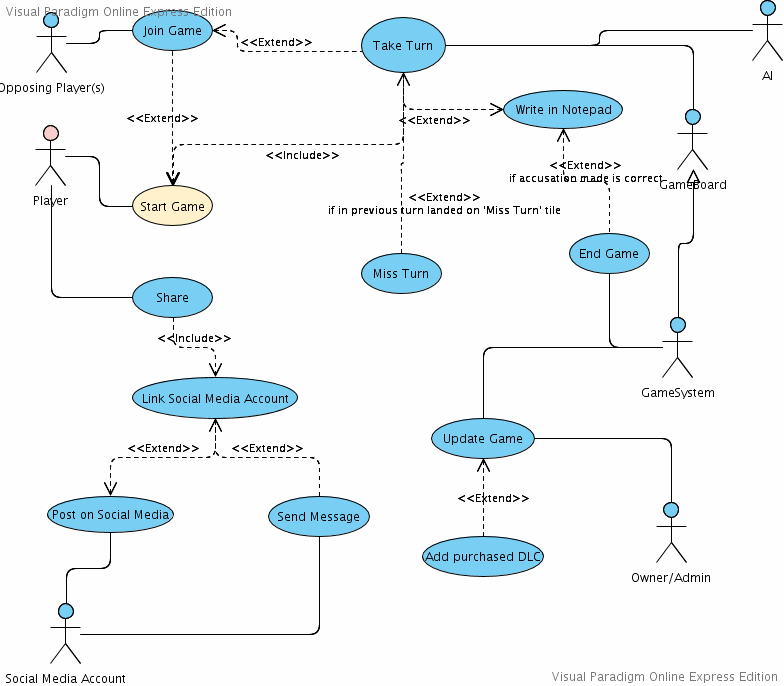 Visual Paradigm Online Express Edition
Join Game
Take Turn
<<Extend>>
AI
Opposing Player(s)
Write in Notepad
<<Extend>>
<<Extend>>
<<Include>>
<<Extend>>
if accusation made is correct
GameBoard
Player
Start Game
<<Extend>>
if in previous turn landed on 'Miss Turn' tile
End Game
Miss Turn
Share
<<Include>>
GameSystem
Link Social Media Account
Update Game
<<Extend>>
<<Extend>>
<<Extend>>
Post on Social Media
Send Message
Add purchased DLC
Owner/Admin
Social Media Account
Visual Paradigm Online Express Edition